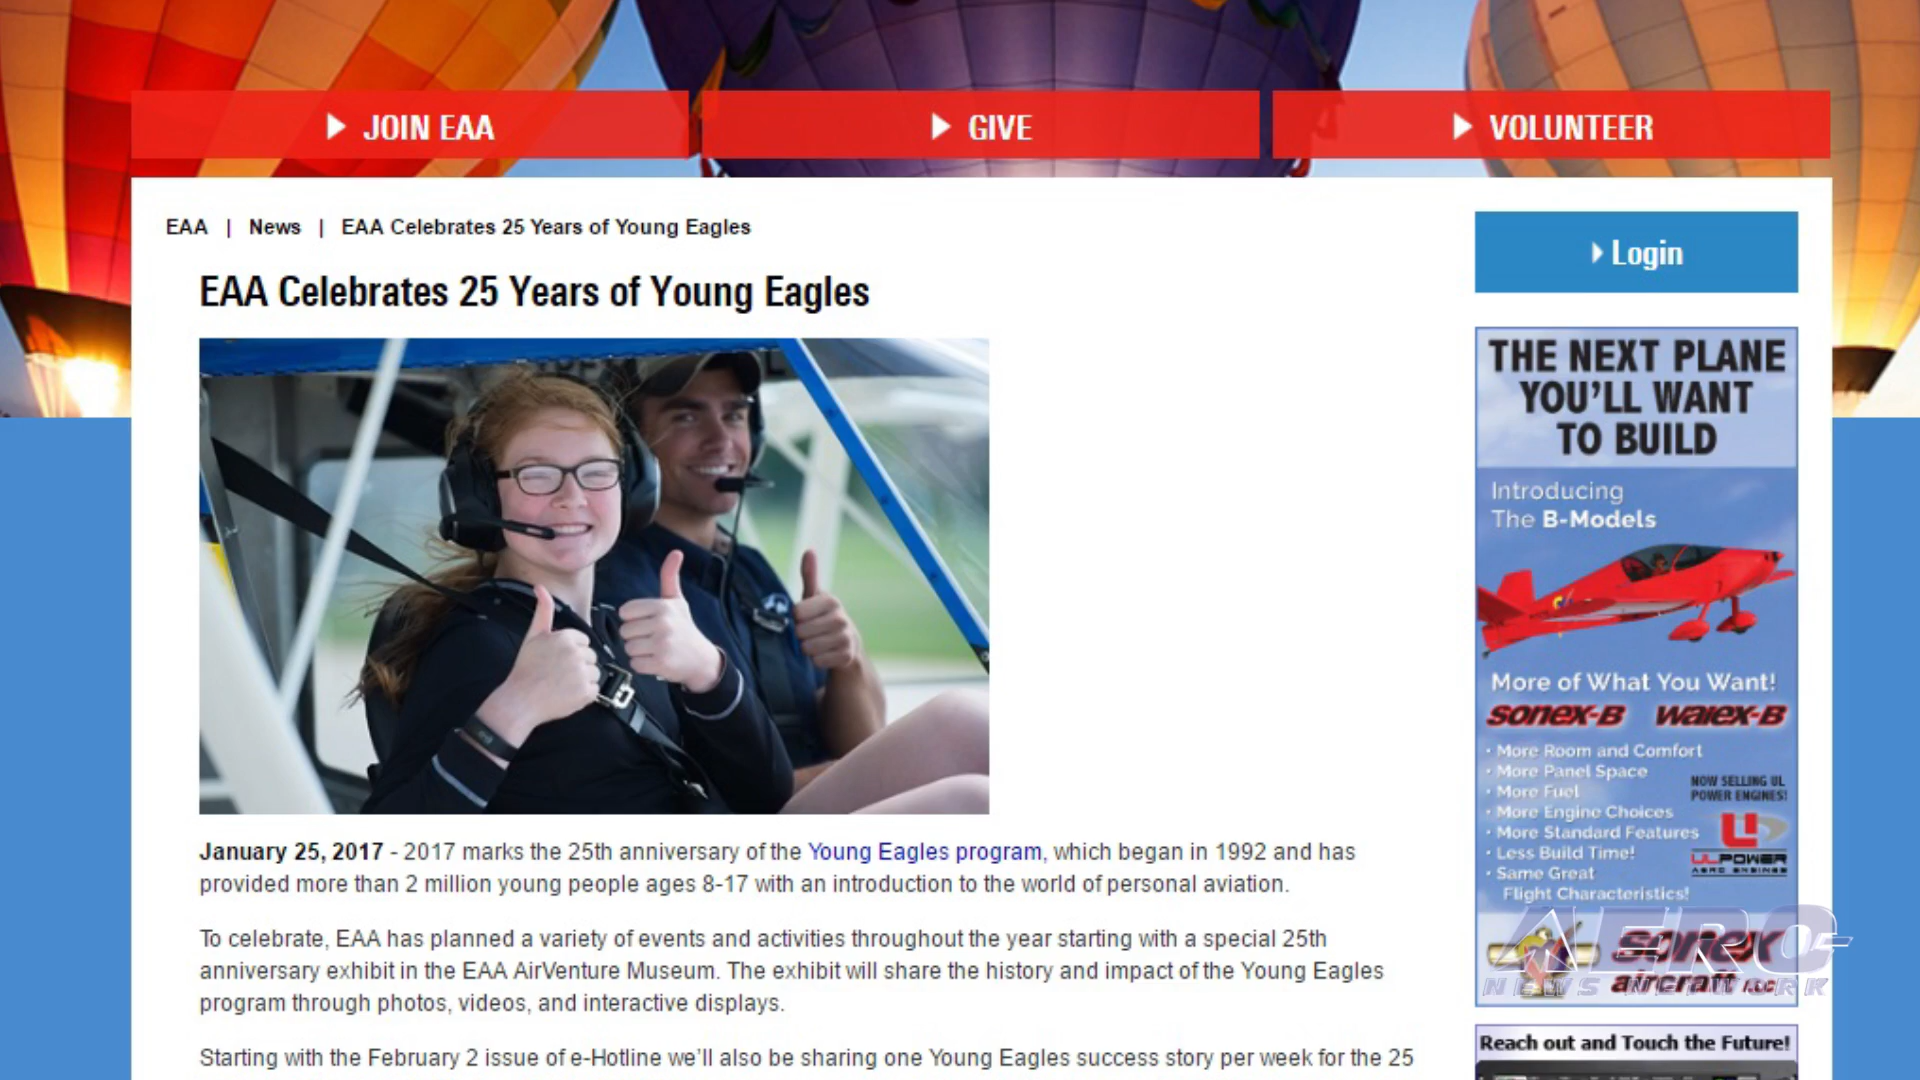 JOIN EAA
GIVE
VOLUNTEER
EAA | News | EAA Celebrates 25 Years of Young Eagles
EAA Celebrates 25 Years of Young Eagles
January 25, 2017 - 2017 marks the 25th anniversary of the Young Eagles program, which began in 1992 and has
provided more than 2 million young people ages 8-17 with an introduction to the world of personal aviation.
To celebrate, EAA has planned a variety of events and activities throughout the year starting with a special 25th
anniversary exhibit in the EAA AirVenture Museum. The exhibit will share the history and impact of the Young Eagles
program through photos, videos, and interactive displays.
Starting with the February 2 issue of e-Hotline we'll also be sharing one Young Eagles success story per week for the 25
Login
THE NEXT PLANE
YOU'LL WANT
TO BUILD
Introducing
The B-Models
More of What You Want!
sonex-B waiex-B
· More Room and Comfort
· More Panel Space
· More Fuel
· More Engine Choices
· More Standard Features
· Less Build Time!
· Same Great
Flight Characteristics!
NOW SELLING UL
POWER ENGINES!
UL
ULPOWER
AERO ENGINES
sonex
aircraft, LLC
AERO-
NEWS NETWORK
Reach out and Touch the Future!